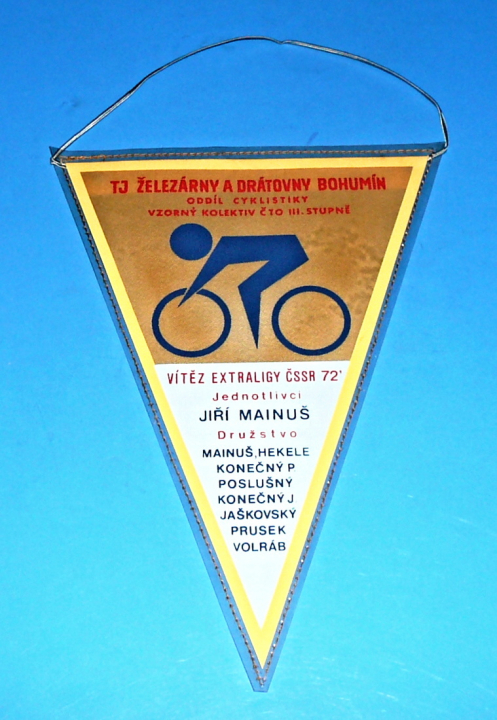 TJ ŽELEZÁRNY A DRÁTOVNY BOHUMÍN
ODDÍL CYKLISTIKY
VZORNÝ KOLEKTIV ČTO III. STUPNĚ
VÍTĚZ EXTRALIGY ČSSR 72'
Jednotlivci
JIŘÍ MAINUŠ
Družstvo
MAINUŠ, HEKELE
KONEČNÝ P.
POSLUŠNÝ
KONEČNÝ J.
JAŠKOVSKÝ
PRUSEK
VOLRÁB